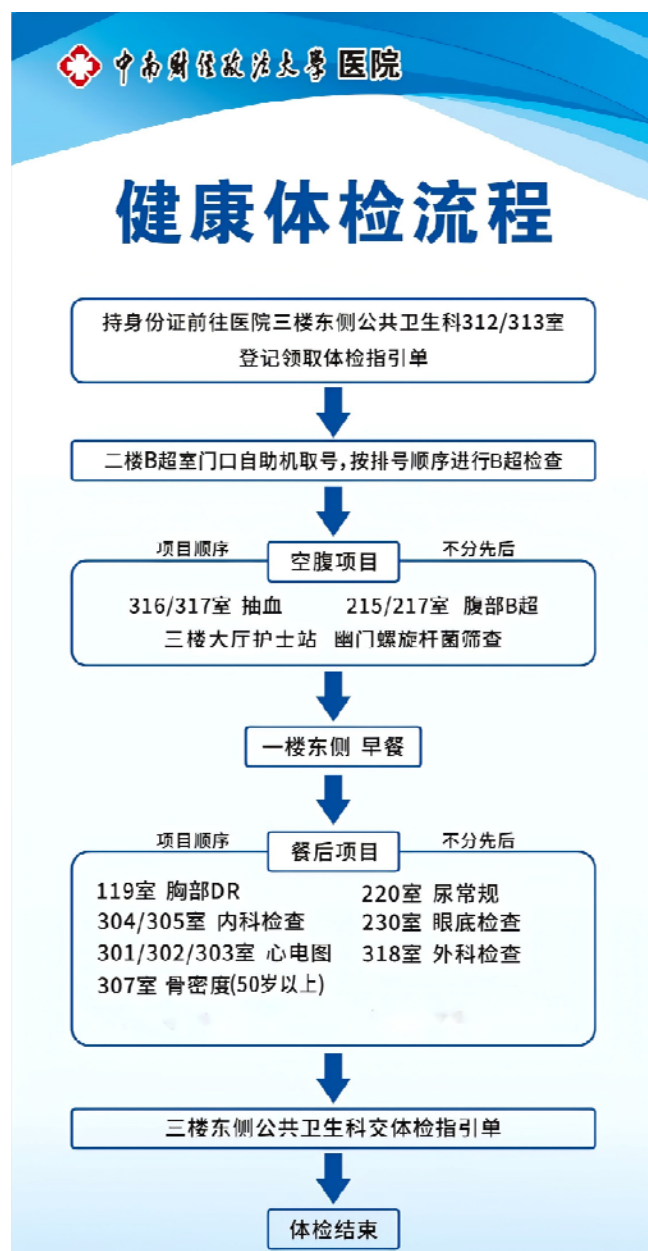 中南财经政法大学医院
健康体检流程
持身份证前往医院三楼东侧公共卫生科312/313室
登记领取体检指引单
二楼B超室门口自助机取号,按排号顺序进行B超检查
项目顺序 空腹项目 不分先后
316/317室 抽血 215/217室 腹部B超
三楼大厅护士站 幽门螺旋杆菌筛查
一楼东侧 早餐
项目顺序 餐后项目 不分先后
119室 胸部DR 220室 尿常规
304/305室 内科检查 230室 眼底检查
301/302/303室 心电图 318室 外科检查
307室 骨密度(50岁以上)
三楼东侧公共卫生科交体检指引单
体检结束